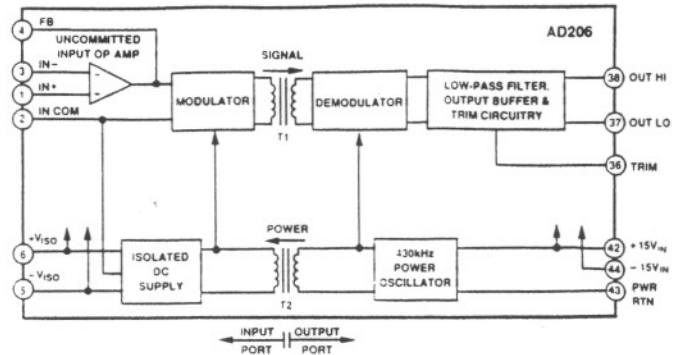 4 FB
AD206
UNCOMMITTED
INPUT OP AMP
3 IN-
1 IN+
2 IN COM
MODULATOR
SIGNAL
T1
DEMODULATOR
LOW-PASS FILTER,
OUTPUT BUFFER &
TRIM CIRCUITRY
38 OUT HI
37 OUT LO
36 TRIM
+VISO
6
-VISO
5
ISOLATED
DC
SUPPLY
POWER
T2
430kHz
POWER
OSCILLATOR
42 +15VIN
44 -15VIN
43 PWR
RTN
INPUT OUTPUT
PORT PORT